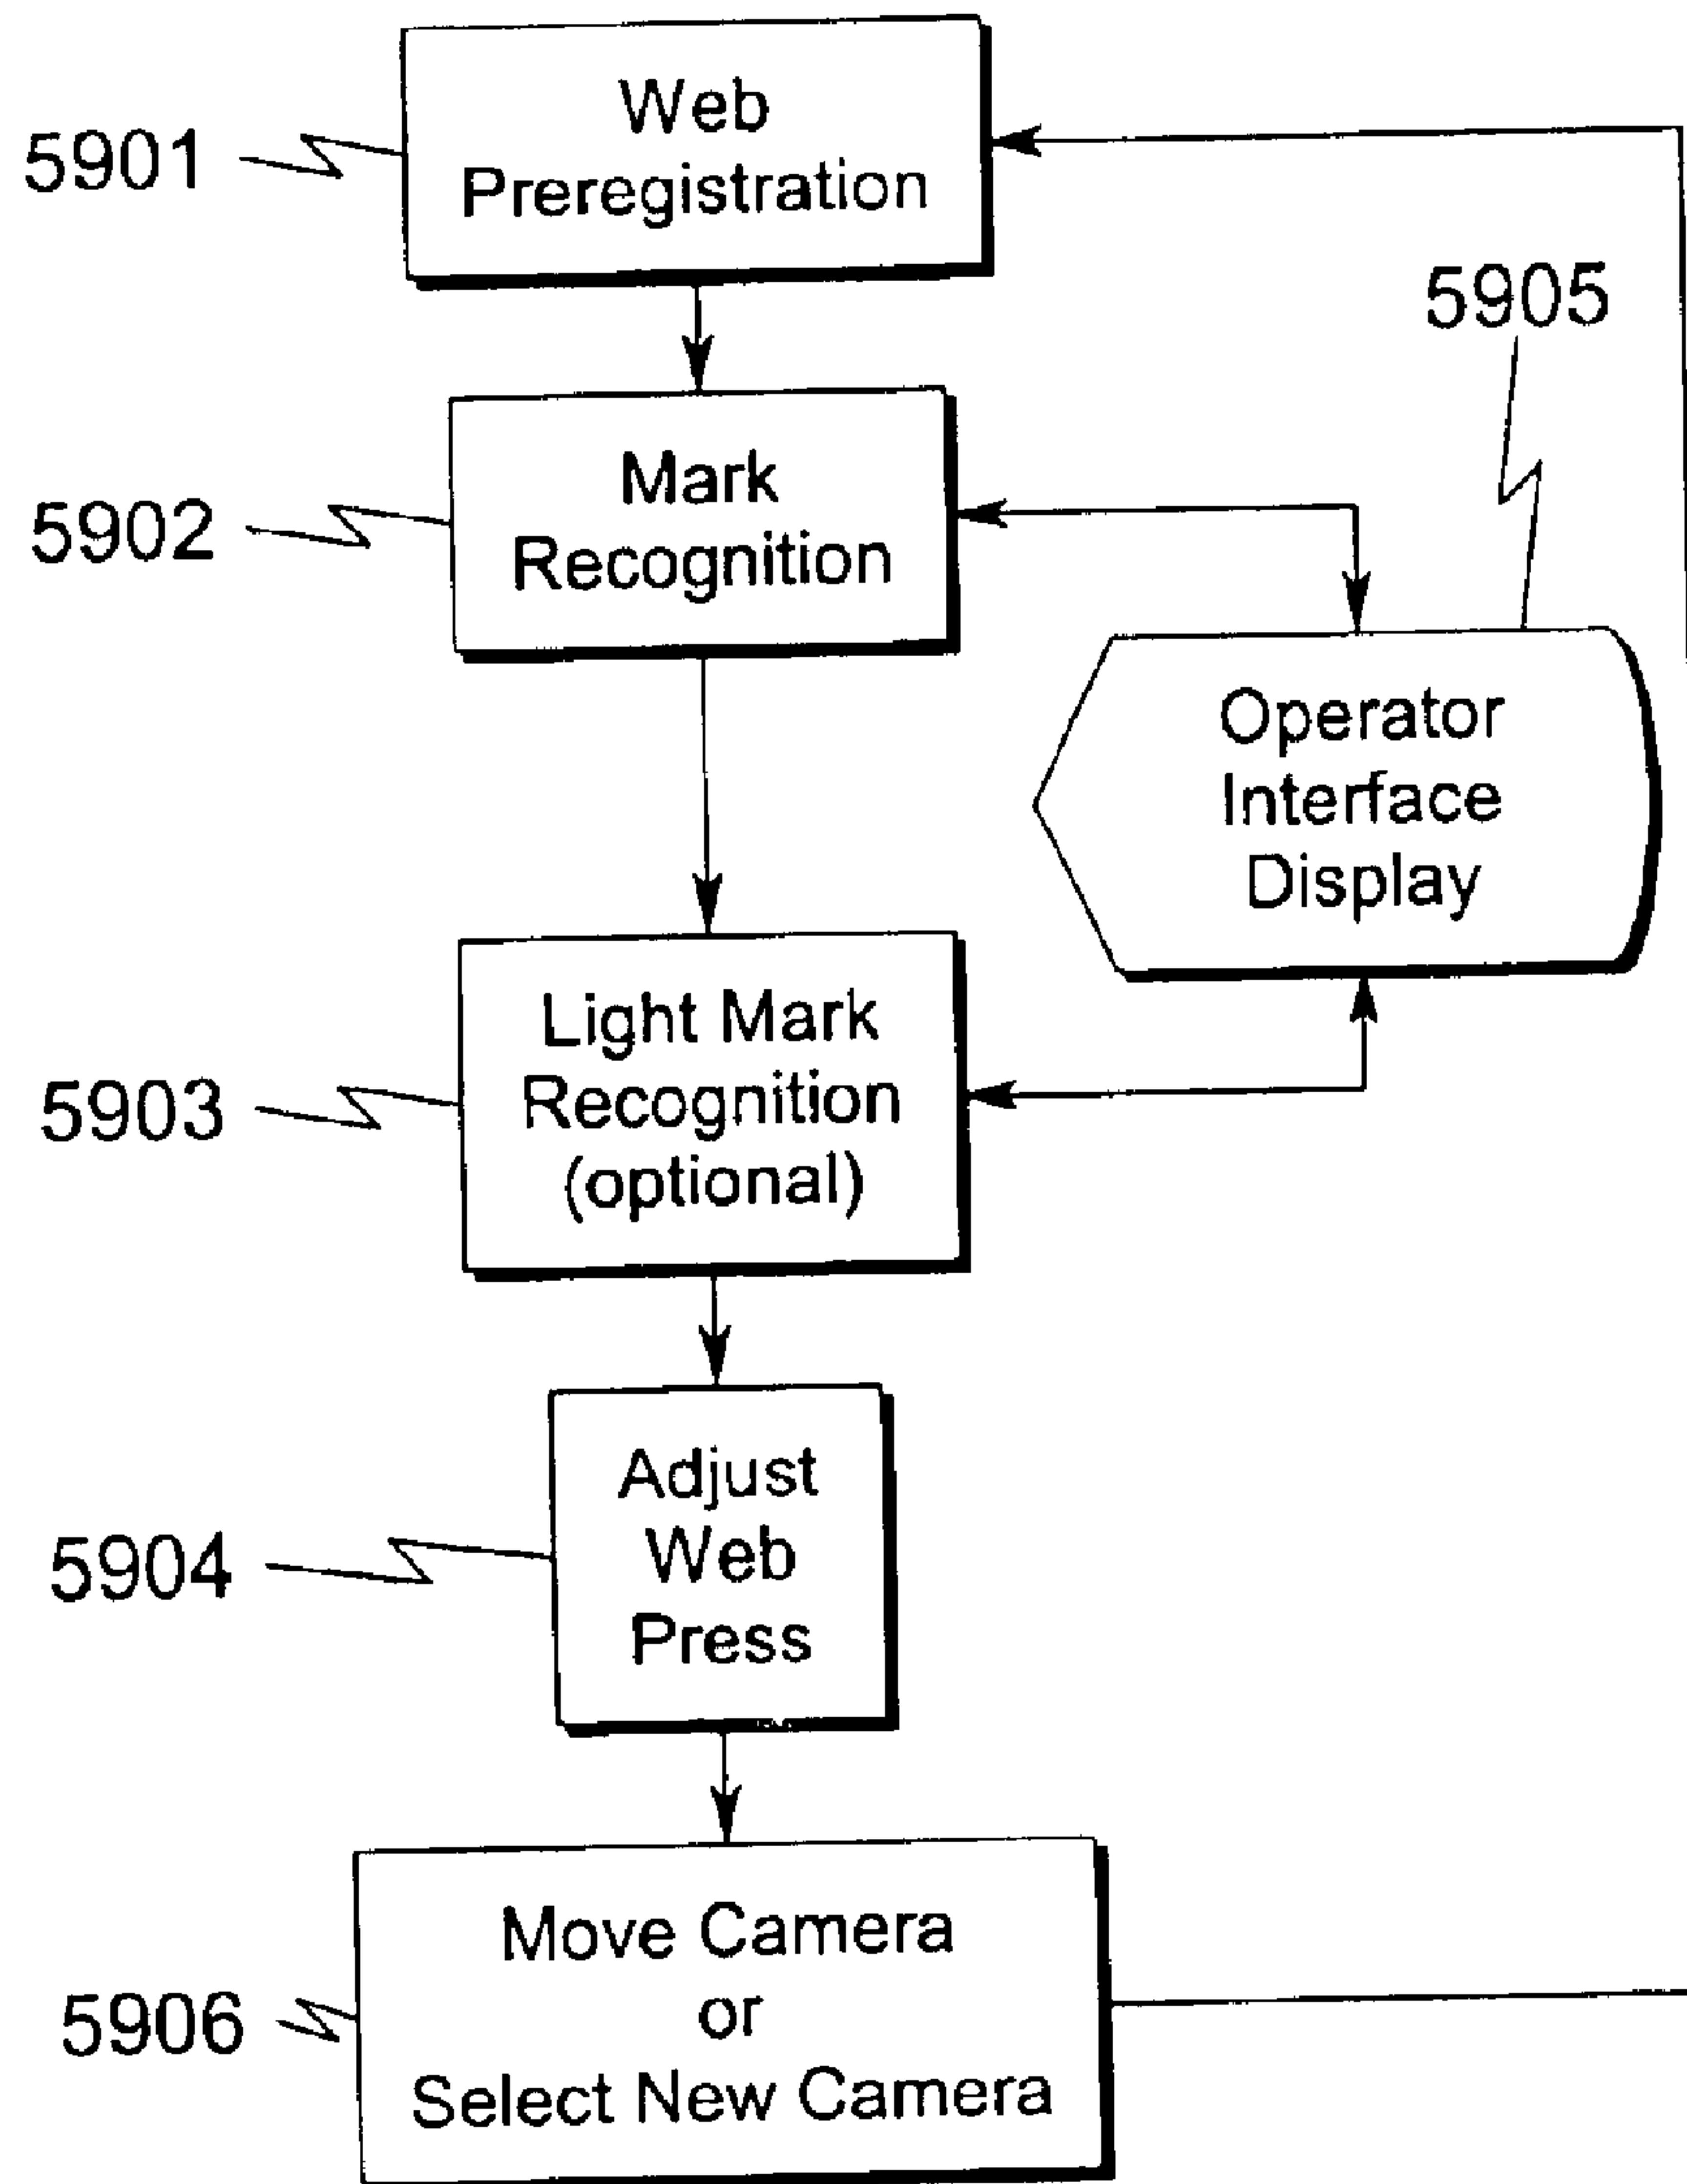 5901
Web
Preregistration
5905
5902
Mark
Recognition
Operator
Interface
Display
5903
Light Mark
Recognition
(optional)
5904
Adjust
Web
Press
5906
Move Camera
or
Select New Camera